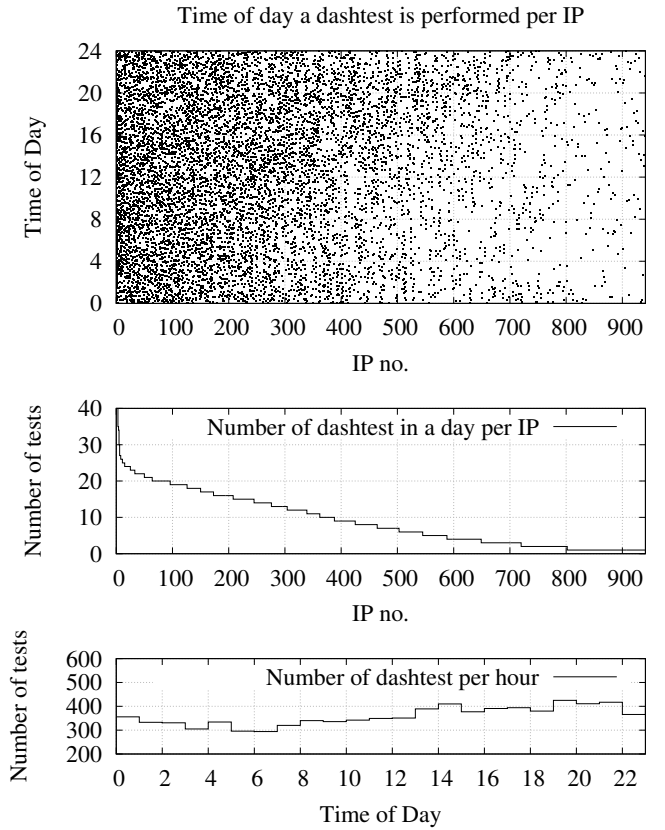 Time of day a dashtest is performed per IP
24
20
16
12
8
4
0
Time of Day
0 100 200 300 400 500 600 700 800 900
IP no.
40
30
20
10
0
Number of tests
Number of dashtest in a day per IP
0 100 200 300 400 500 600 700 800 900
IP no.
600
500
400
300
200
Number of tests
Number of dashtest per hour
0 2 4 6 8 10 12 14 16 18 20 22
Time of Day